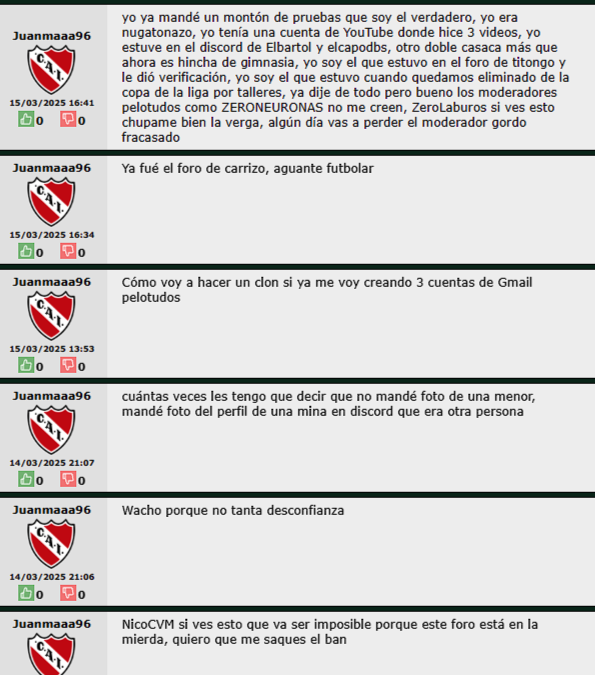 Juanmaaa96
C.A.I.
15/03/2025 16:41
0 0
yo ya mandé un montón de pruebas que soy el verdadero, yo era
nugatonazo, yo tenía una cuenta de YouTube donde hice 3 videos, yo
estuve en el discord de Elbartol y elcapodbs, otro doble casaca más que
ahora es hincha de gimnasia, yo soy el que estuvo en el foro de titongo y
le dió verificación, yo soy el que estuvo cuando quedamos eliminado de la
copa de la liga por talleres, ya dije de todo pero bueno los moderadores
pelotudos como ZERONEURONAS no me creen, ZeroLaburos si ves esto
chupame bien la verga, algún día vas a perder el moderador gordo
fracasado
Juanmaaa96
C.A.I.
15/03/2025 16:34
0 0
Ya fué el foro de carrizo, aguante futbolar
Juanmaaa96
C.A.I.
15/03/2025 13:53
0 0
Cómo voy a hacer un clon si ya me voy creando 3 cuentas de Gmail
pelotudos
Juanmaaa96
C.A.I.
14/03/2025 21:07
0 0
cuántas veces les tengo que decir que no mandé foto de una menor,
mandé foto del perfil de una mina en discord que era otra persona
Juanmaaa96
C.A.I.
14/03/2025 21:06
0 0
Wacho porque no tanta desconfianza
Juanmaaa96
C.A.I.
NicoCVM si ves esto que va ser imposible porque este foro está en la
mierda, quiero que me saques el ban